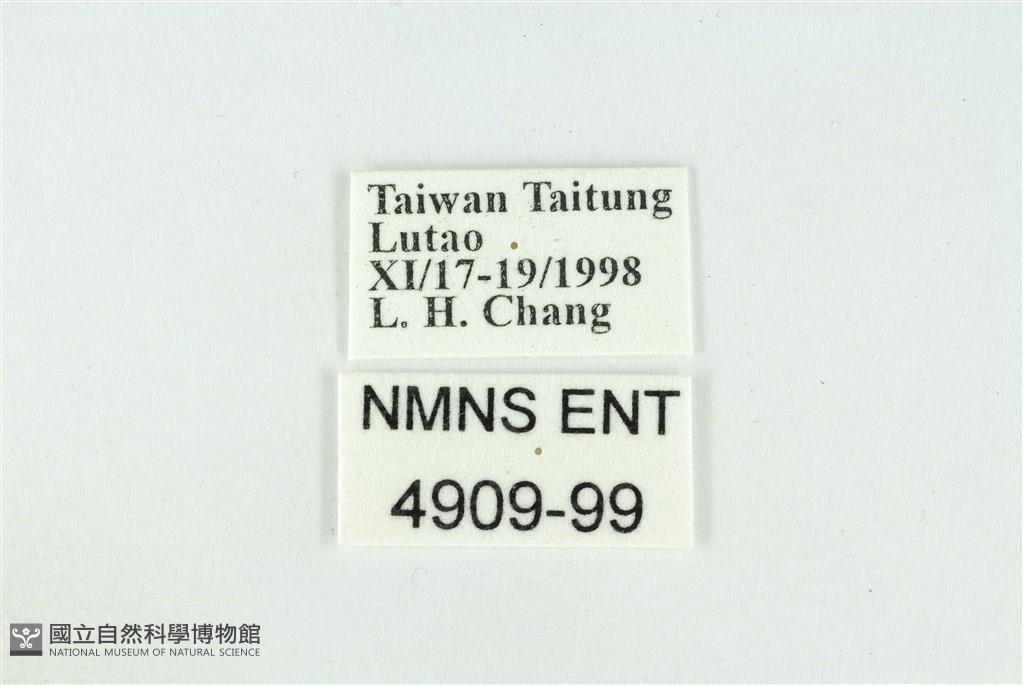 Taiwan Taitung
Lutao
XI/17-19/1998
L. H. Chang
NMNS ENT
4909-99
國立自然科學博物館
NATIONAL MUSEUM OF NATURAL SCIENCE